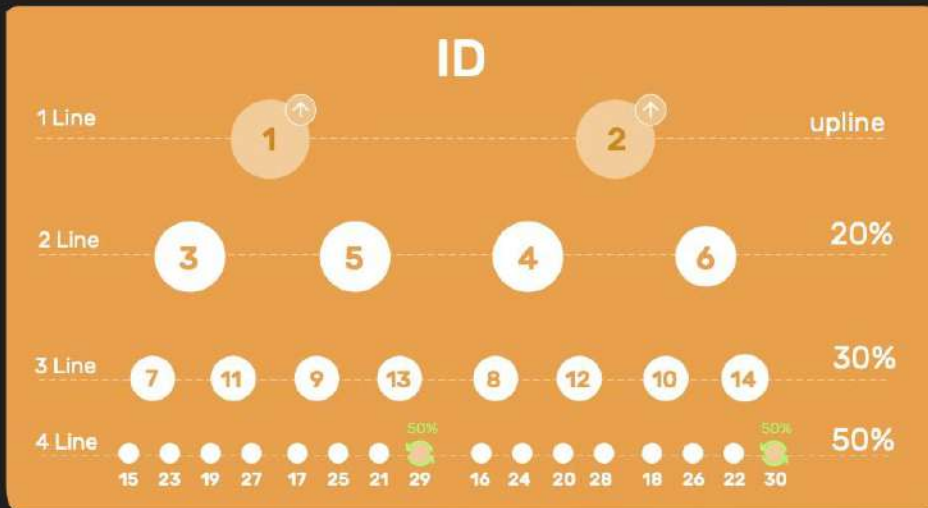 ID
1 Line 1 2 upline
2 Line 3 5 4 6 20%
3 Line 7 11 9 13 8 12 10 14 30%
50% 50%
4 Line 50%
15 23 19 27 17 25 21 29 16 24 20 28 18 26 22 30